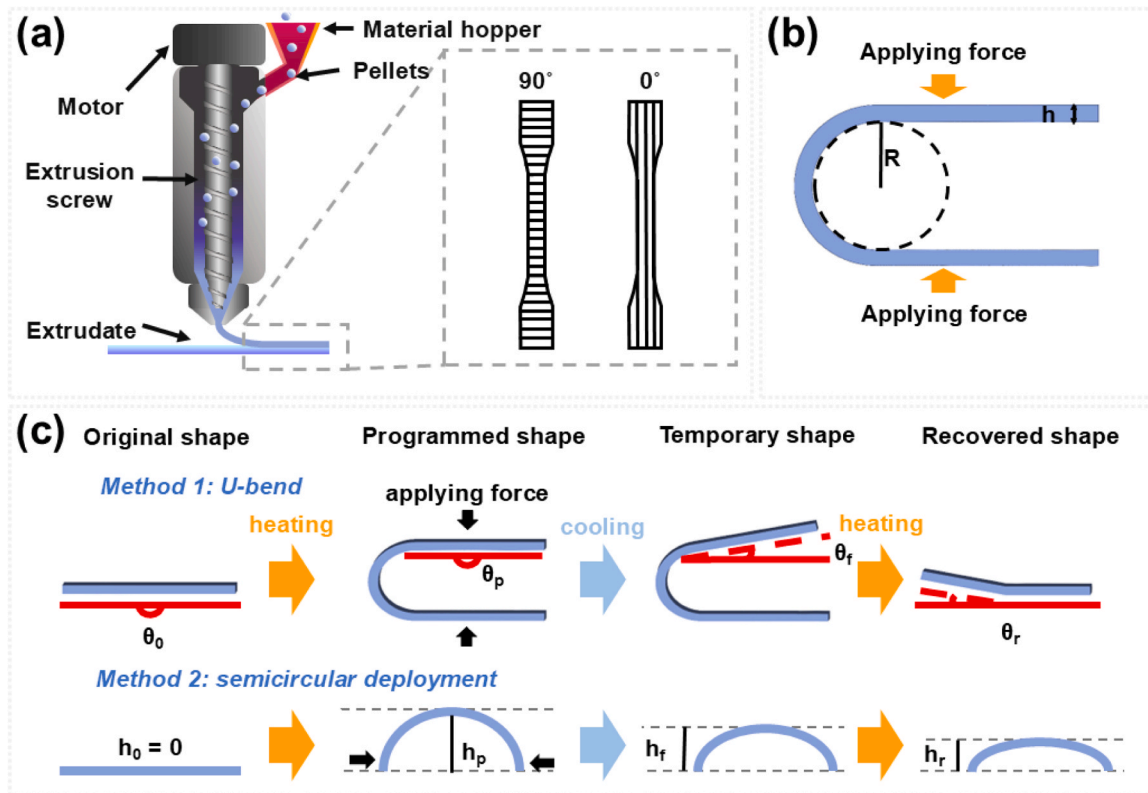 (a)
Material hopper
Pellets
Motor
Extrusion
screw
Extrudate
90°
0°
(b)
Applying force
h
R
Applying force
(c)
Original shape
Programmed shape
Temporary shape
Recovered shape
Method 1: U-bend
applying force
heating
cooling
heating
θ0
θp
θf
θr
Method 2: semicircular deployment
h0 = 0
hp
hf
hr